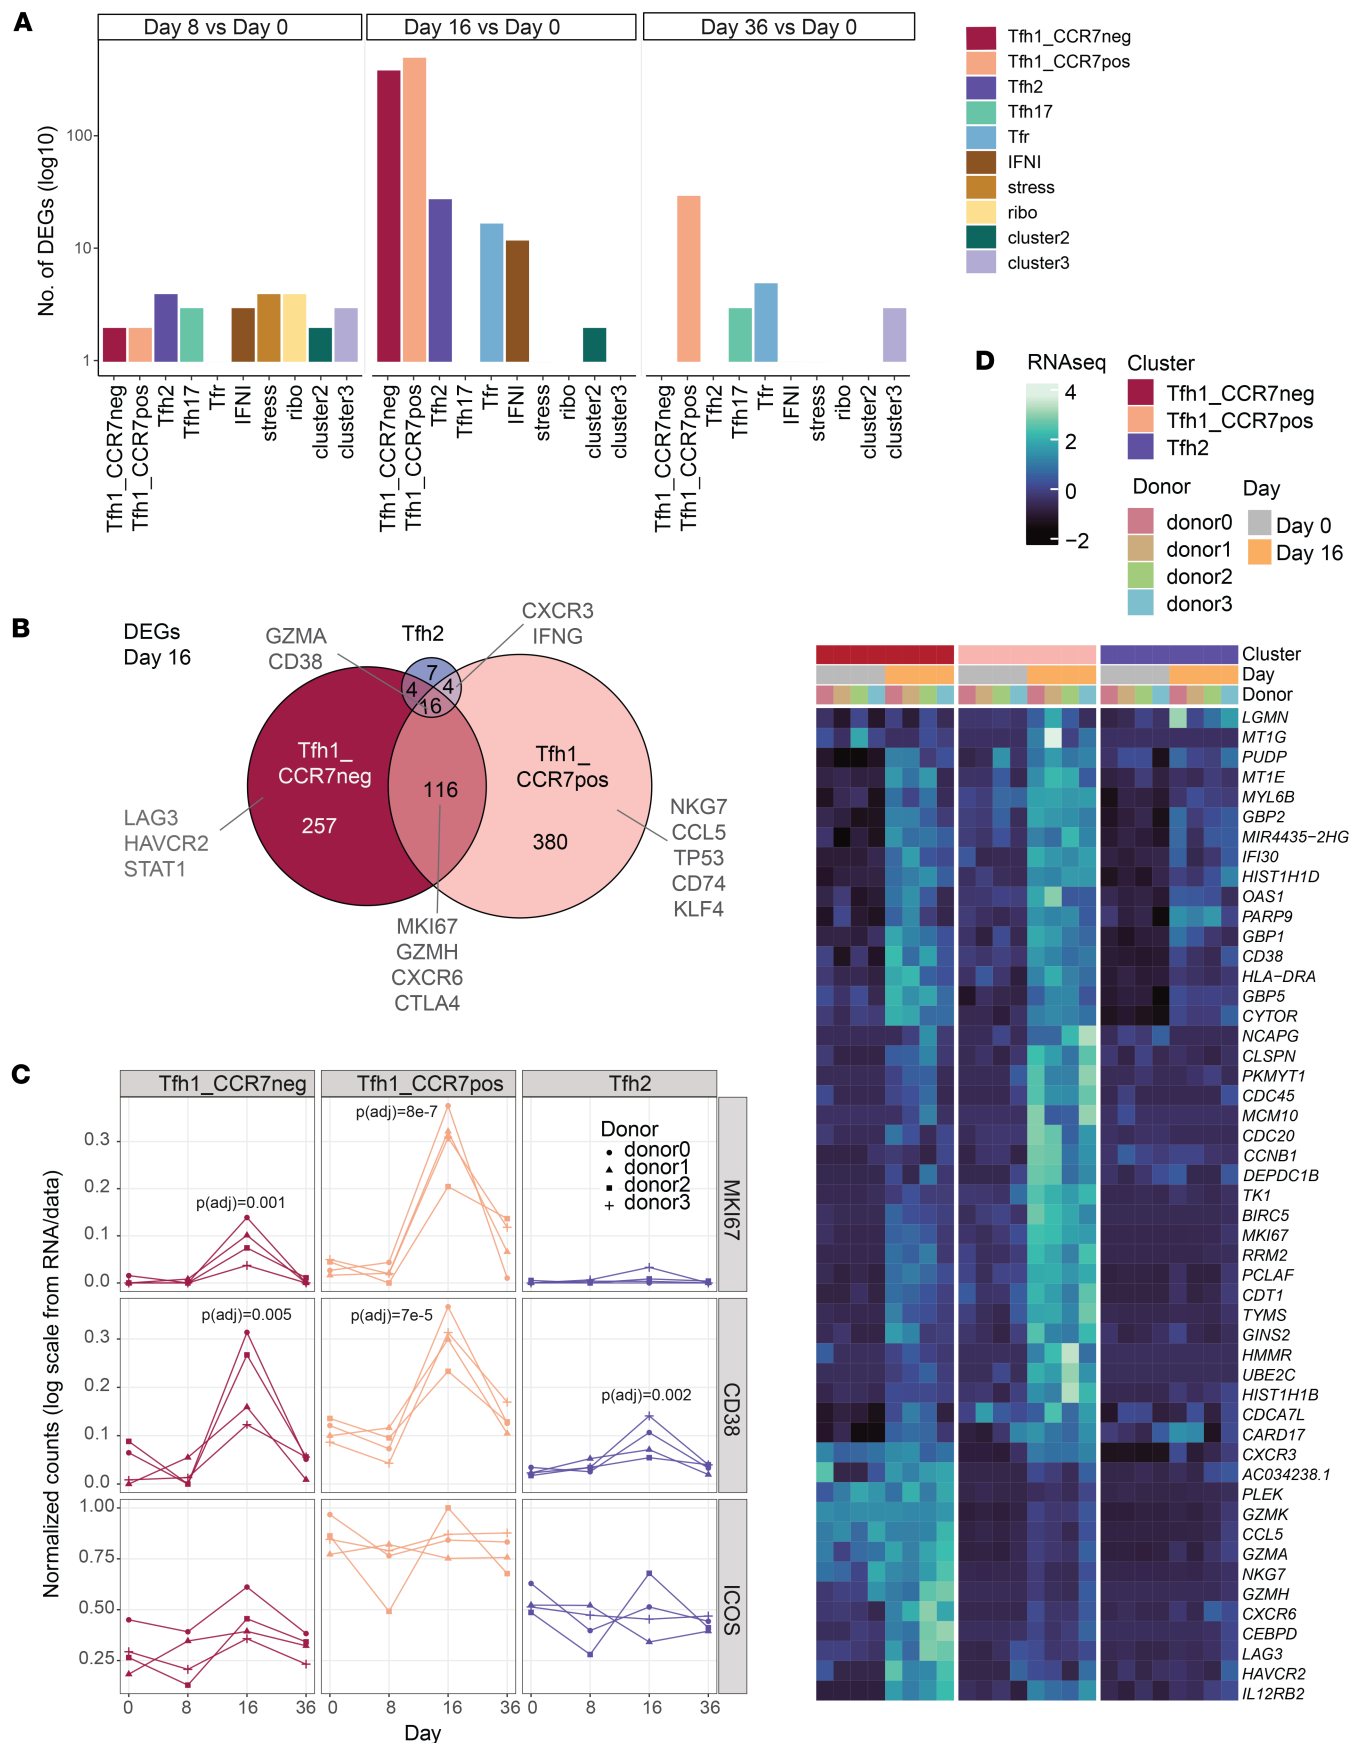 A
Day 8 vs Day 0
Day 16 vs Day 0
Day 36 vs Day 0
No. of DEGs (log10)
100
10
1
Tfh1_CCR7neg
Tfh1_CCR7pos
Tfh2
Tfh17
Tfr
IFNI
stress
ribo
cluster2
cluster3
Tfh1_CCR7neg
Tfh1_CCR7pos
Tfh2
Tfh17
Tfr
IFNI
stress
ribo
cluster2
cluster3
Tfh1_CCR7neg
Tfh1_CCR7pos
Tfh2
Tfh17
Tfr
IFNI
stress
ribo
cluster2
cluster3
Tfh1_CCR7neg
Tfh1_CCR7pos
Tfh2
Tfh17
Tfr
IFNI
stress
ribo
cluster2
cluster3
B
DEGs
Day 16
GZMA
CD38
Tfh2
CXCR3
IFNG
7
4
4
16
Tfh1_
CCR7neg
257
116
Tfh1_
CCR7pos
380
LAG3
HAVCR2
STAT1
NKG7
CCL5
TP53
CD74
KLF4
MKI67
GZMH
CXCR6
CTLA4
C
Tfh1_CCR7neg
Tfh1_CCR7pos
Tfh2
Normalized counts (log scale from RNA/data)
0.3
0.2
0.1
0.0
p(adj)=0.001
p(adj)=8e-7
Donor
donor0
donor1
donor2
donor3
MKI67
0.3
0.2
0.1
0.0
p(adj)=0.005
p(adj)=7e-5
p(adj)=0.002
CD38
1.00
0.75
0.50
0.25
ICOS
0 8 16 36
0 8 16 36
0 8 16 36
Day
D
RNAseq
4
2
0
−2
Cluster
Tfh1_CCR7neg
Tfh1_CCR7pos
Tfh2
Donor
donor0
donor1
donor2
donor3
Day
Day 0
Day 16
Cluster
Day
Donor
LGMN
MT1G
PUDP
MT1E
MYL6B
GBP2
MIR4435−2HG
IFI30
HIST1H1D
OAS1
PARP9
GBP1
CD38
HLA−DRA
GBP5
CYTOR
NCAPG
CLSPN
PKMYT1
CDC45
MCM10
CDC20
CCNB1
DEPDC1B
TK1
BIRC5
MKI67
RRM2
PCLAF
CDT1
TYMS
GINS2
HMMR
UBE2C
HIST1H1B
CDCA7L
CARD17
CXCR3
AC034238.1
PLEK
GZMK
CCL5
GZMA
NKG7
GZMH
CXCR6
CEBPD
LAG3
HAVCR2
IL12RB2